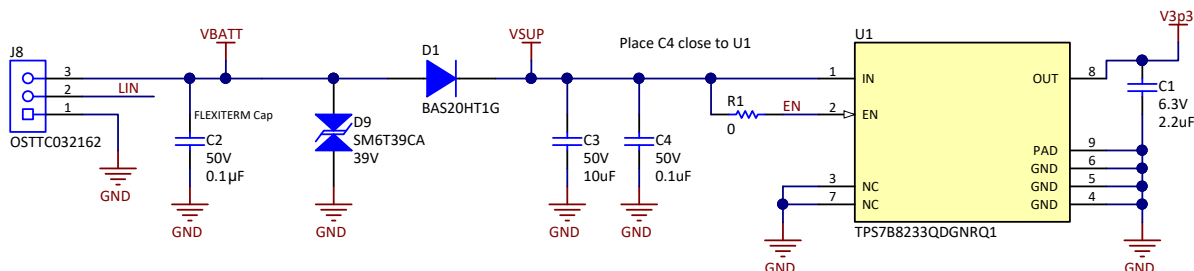 J8
3
2
1
LIN
OSTTC032162
GND
VBATT
FLEXITERM Cap
C2
50V
0.1µF
GND
D9
SM6T39CA
39V
GND
D1
BAS20HT1G
VSUP
Place C4 close to U1
C3
50V
10uF
GND
C4
50V
0.1uF
GND
R1
0
EN
U1
1
IN
2
EN
3
NC
7
NC
GND
OUT
8
PAD
9
GND
6
GND
5
GND
4
TPS7B8233QDGNRQ1
V3p3
C1
6.3V
2.2uF
GND